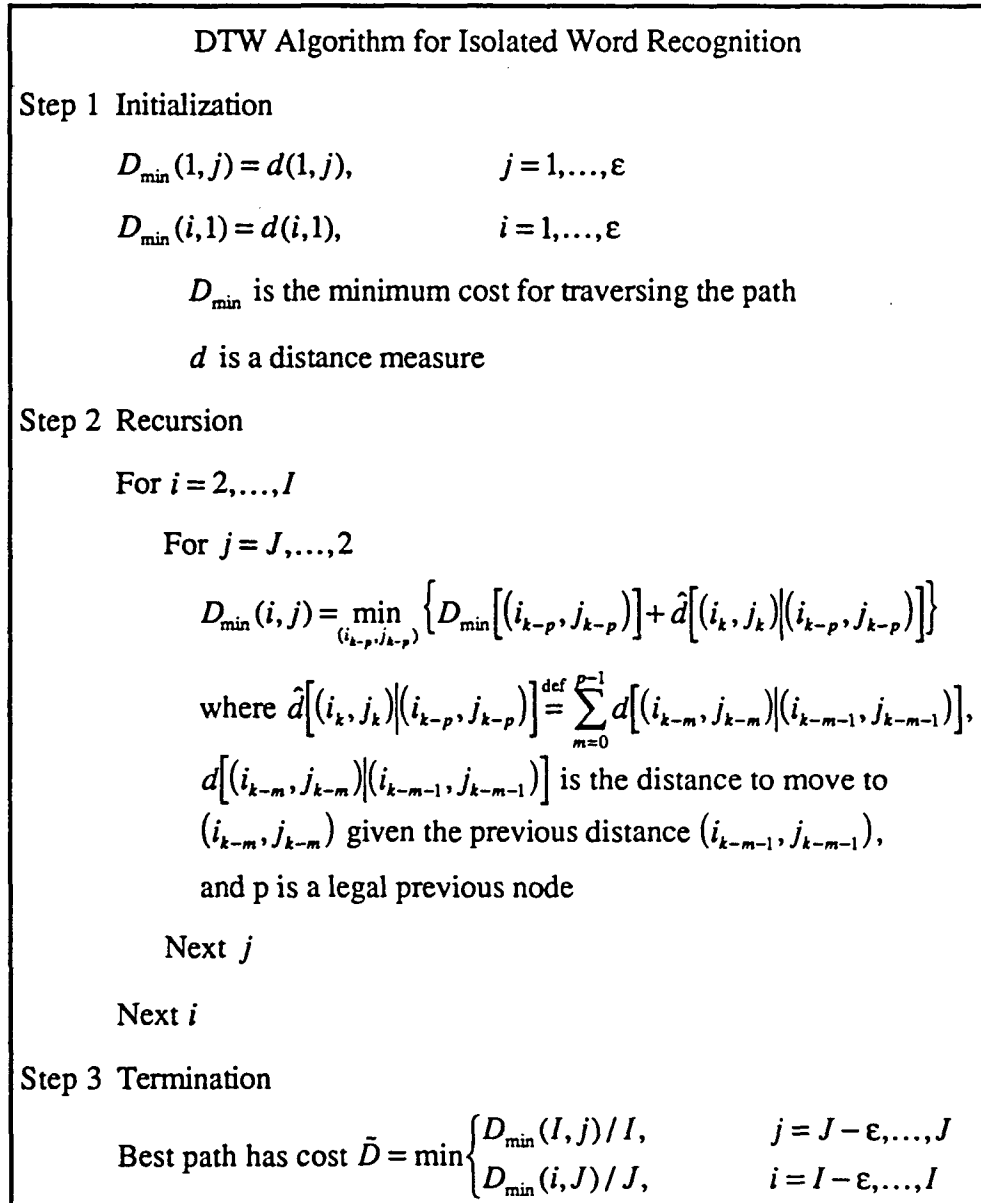 DTW Algorithm for Isolated Word Recognition
Step 1 Initialization
D_min(1,j) = d(1,j), j = 1,...,ε
D_min(i,1) = d(i,1), i = 1,...,ε
D_min is the minimum cost for traversing the path
d is a distance measure
Step 2 Recursion
For i = 2,...,I
For j = J,...,2
D_min(i,j) = min_{(i_{k-p}, j_{k-p})} {D_min[(i_{k-p}, j_{k-p})] + d̂[(i_k, j_k)|(i_{k-p}, j_{k-p})]}
where d̂[(i_k, j_k)|(i_{k-p}, j_{k-p})] \overset{def}{=} ∑_{m=0}^{p-1} d[(i_{k-m}, j_{k-m})|(i_{k-m-1}, j_{k-m-1})],
d[(i_{k-m}, j_{k-m})|(i_{k-m-1}, j_{k-m-1})] is the distance to move to
(i_{k-m}, j_{k-m}) given the previous distance (i_{k-m-1}, j_{k-m-1}),
and p is a legal previous node
Next j
Next i
Step 3 Termination
Best path has cost D̃ = min { D_min(I,j)/I, j = J-ε,...,J
D_min(i,J)/J, i = I-ε,...,I